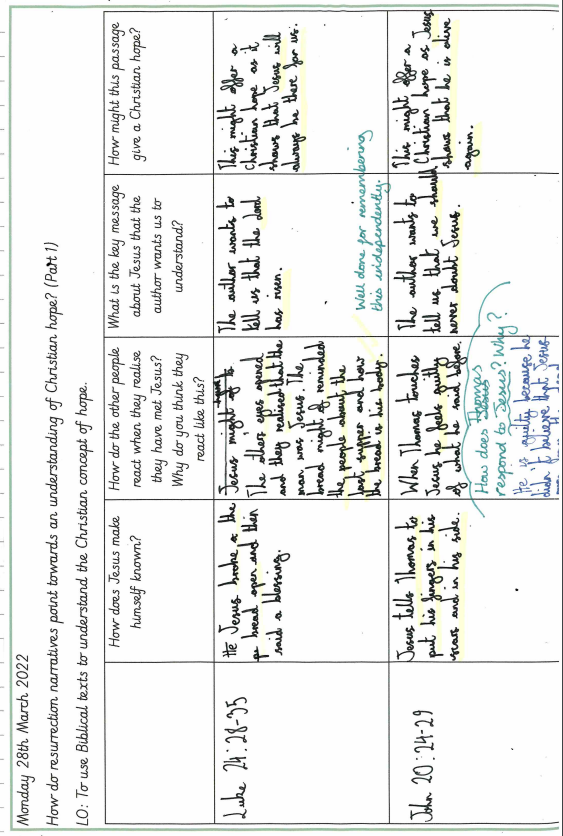 Monday 28th March 2022
How do resurrection narratives point towards an understanding of Christian hope? (Part 1)
LO: To use Biblical texts to understand the Christian concept of hope.
How does Jesus make
himself known?
How do the other people
react when they realise
they have met Jesus?
Why do you think they
react like this?
What is the key message
about Jesus that the
author wants us to
understand?
How might this passage
give a Christian hope?
Luke 24:28-35
He Jesus broke the
bread open and then
said a blessing.
Jesus might of
The others eyes opened
and they realised that the
man was Jesus. The
bread might of reminded
the people about the
last supper and how
the bread is his body.
The author wants to
tell us that the Lord
has risen.
Well done for remembering
this independently.
This might offer a
Christian hope as it
shows that Jesus will
always be there for us.
John 20:24-29
Jesus tells Thomas to
put his fingers in his
scars and in his side.
When Thomas touches
Jesus he feels guilty
of what he said before.
How does Thomas
respond to Jesus? Why?
He is guilty because he
didn't believe that Jesus
The author wants to
tell us that we should
never doubt Jesus.
This might offer a
Christian hope as Jesus
shows that he is alive
again.